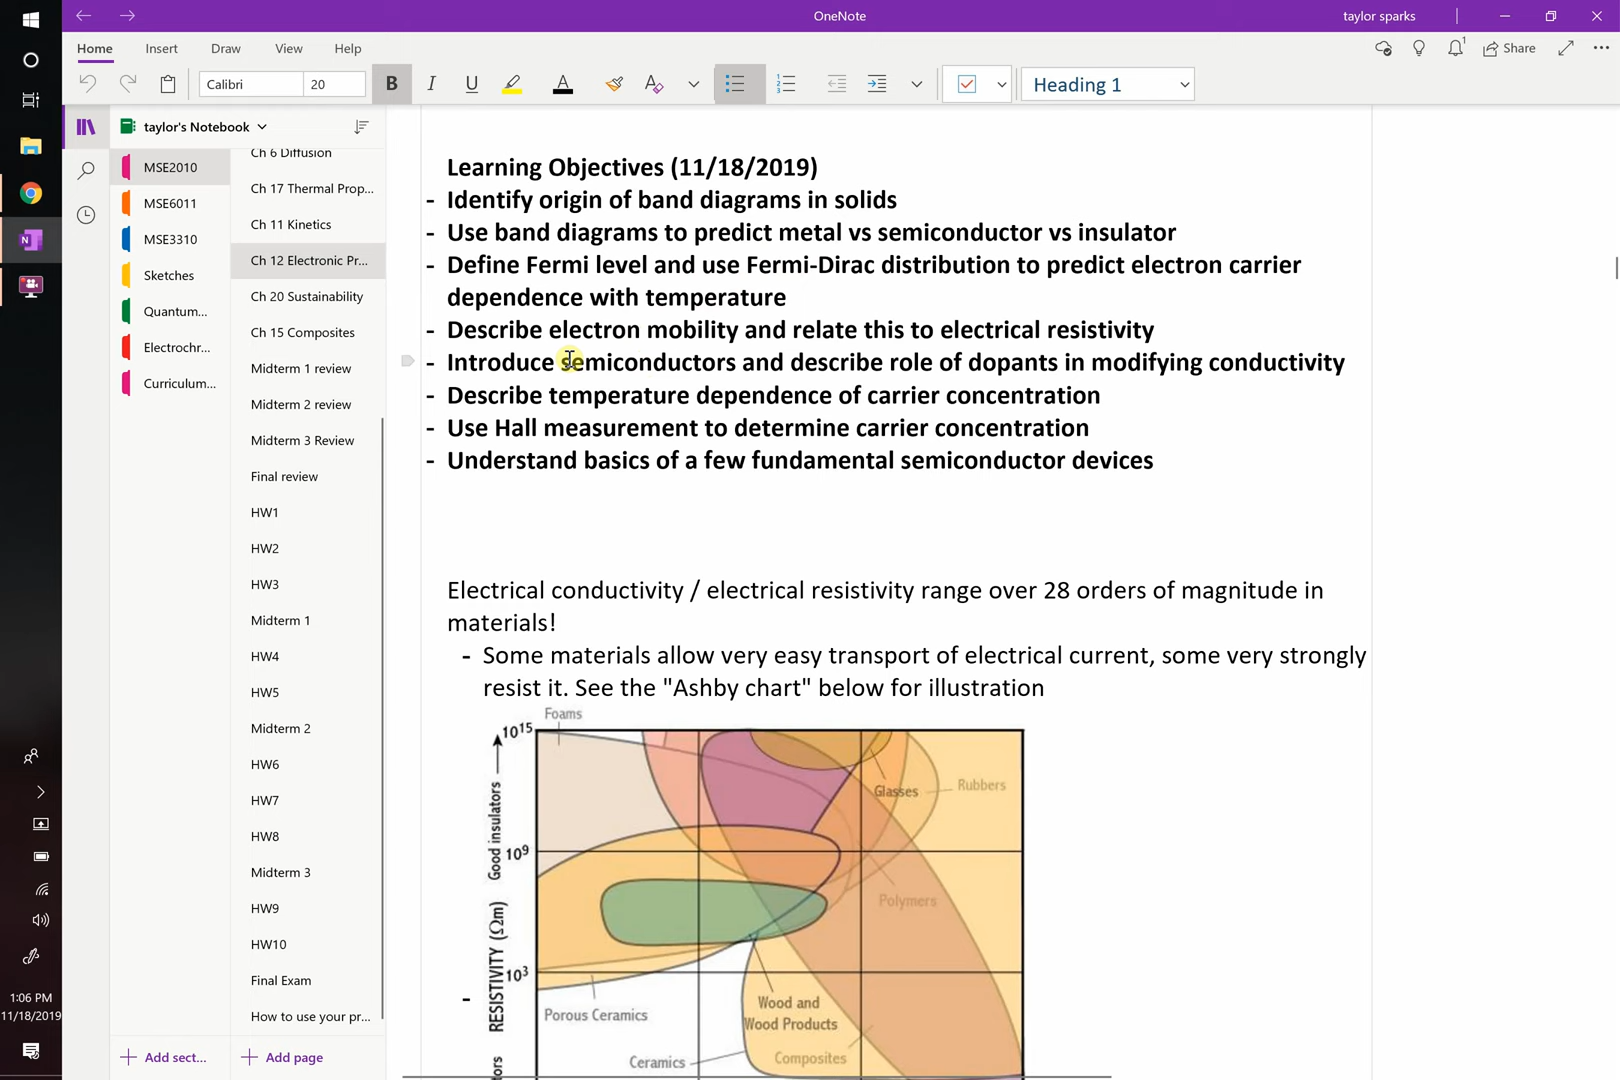 OneNote
taylor sparks
Home
Insert
Draw
View
Help
1
Share
Calibri
20
B
I
U
A
A
Heading 1
taylor's Notebook
MSE2010
MSE6011
MSE3310
Sketches
Quantum...
Electrochr...
Curriculum...
Add sect...
Ch 6 Diffusion
Ch 17 Thermal Prop...
Ch 11 Kinetics
Ch 12 Electronic Pr...
Ch 20 Sustainability
Ch 15 Composites
Midterm 1 review
Midterm 2 review
Midterm 3 Review
Final review
HW1
HW2
HW3
Midterm 1
HW4
HW5
Midterm 2
HW6
HW7
HW8
Midterm 3
HW9
HW10
Final Exam
How to use your pr...
Add page
Learning Objectives (11/18/2019)
- Identify origin of band diagrams in solids
- Use band diagrams to predict metal vs semiconductor vs insulator
- Define Fermi level and use Fermi-Dirac distribution to predict electron carrier
dependence with temperature
- Describe electron mobility and relate this to electrical resistivity
- Introduce semiconductors and describe role of dopants in modifying conductivity
- Describe temperature dependence of carrier concentration
- Use Hall measurement to determine carrier concentration
- Understand basics of a few fundamental semiconductor devices
Electrical conductivity / electrical resistivity range over 28 orders of magnitude in
materials!
- Some materials allow very easy transport of electrical current, some very strongly
resist it. See the "Ashby chart" below for illustration
-
Foams
10¹⁵
Good insulators
10⁹
RESISTIVITY (Ωm)
10³
Glasses
Rubbers
Polymers
Porous Ceramics
Wood and
Wood Products
Ceramics
Composites
1:06 PM
11/18/2019